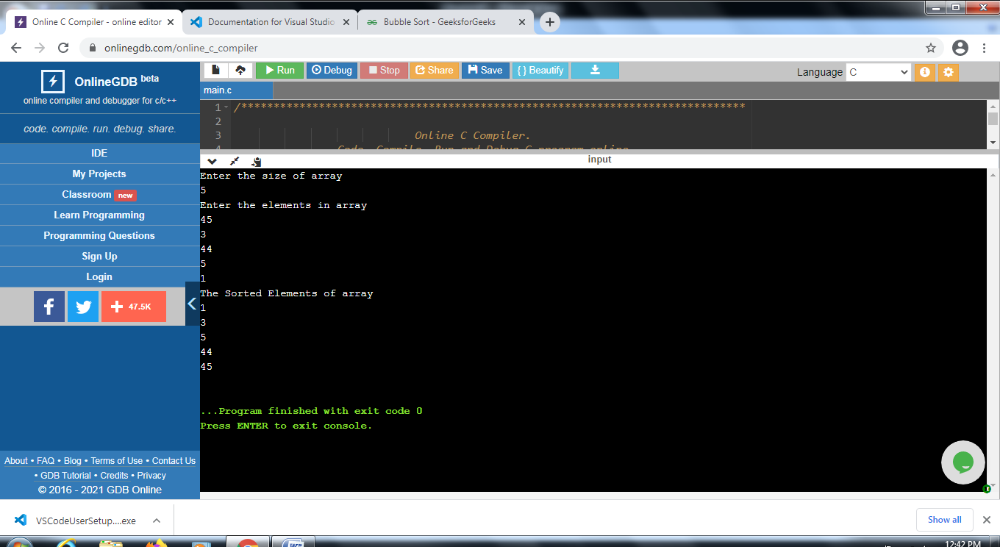 Online C Compiler - online editor
Documentation for Visual Studio
Bubble Sort - GeeksforGeeks
onlinegdb.com/online_c_compiler
OnlineGDB beta
online compiler and debugger for c/c++
code. compile. run. debug. share.
IDE
My Projects
Classroom new
Learn Programming
Programming Questions
Sign Up
Login
47.5K
About • FAQ • Blog • Terms of Use • Contact Us
• GDB Tutorial • Credits • Privacy
© 2016 - 2021 GDB Online
Run Debug Stop Share Save { } Beautify
Language C
main.c
1 /******************************************************************************
2
3 Online C Compiler.
4 Code, Compile, Run and Debug C program online
input
Enter the size of array
5
Enter the elements in array
45
3
44
5
1
The Sorted Elements of array
1
3
5
44
45
...Program finished with exit code 0
Press ENTER to exit console.
VSCodeUserSetup....exe
Show all
12:42 PM